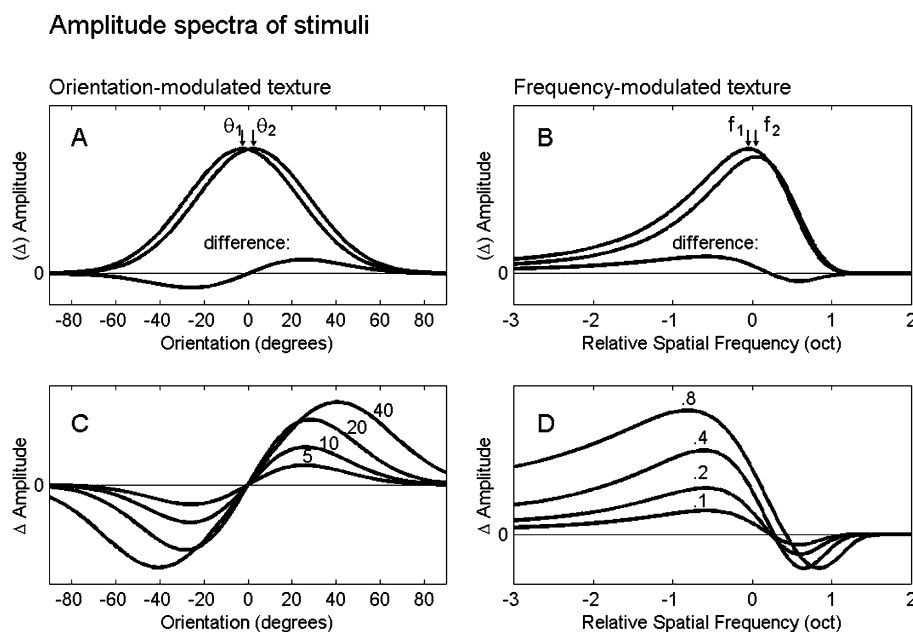 Amplitude spectra of stimuli
Orientation-modulated texture
A
θ1 θ2
difference:
(Δ) Amplitude
0
-80 -60 -40 -20 0 20 40 60 80
Orientation (degrees)
Frequency-modulated texture
B
f1 f2
difference:
(Δ) Amplitude
0
-3 -2 -1 0 1 2
Relative Spatial Frequency (oct)
C
40
20
10
5
Δ Amplitude
0
-80 -60 -40 -20 0 20 40 60 80
Orientation (degrees)
D
.8
.4
.2
.1
Δ Amplitude
0
-3 -2 -1 0 1 2
Relative Spatial Frequency (oct)